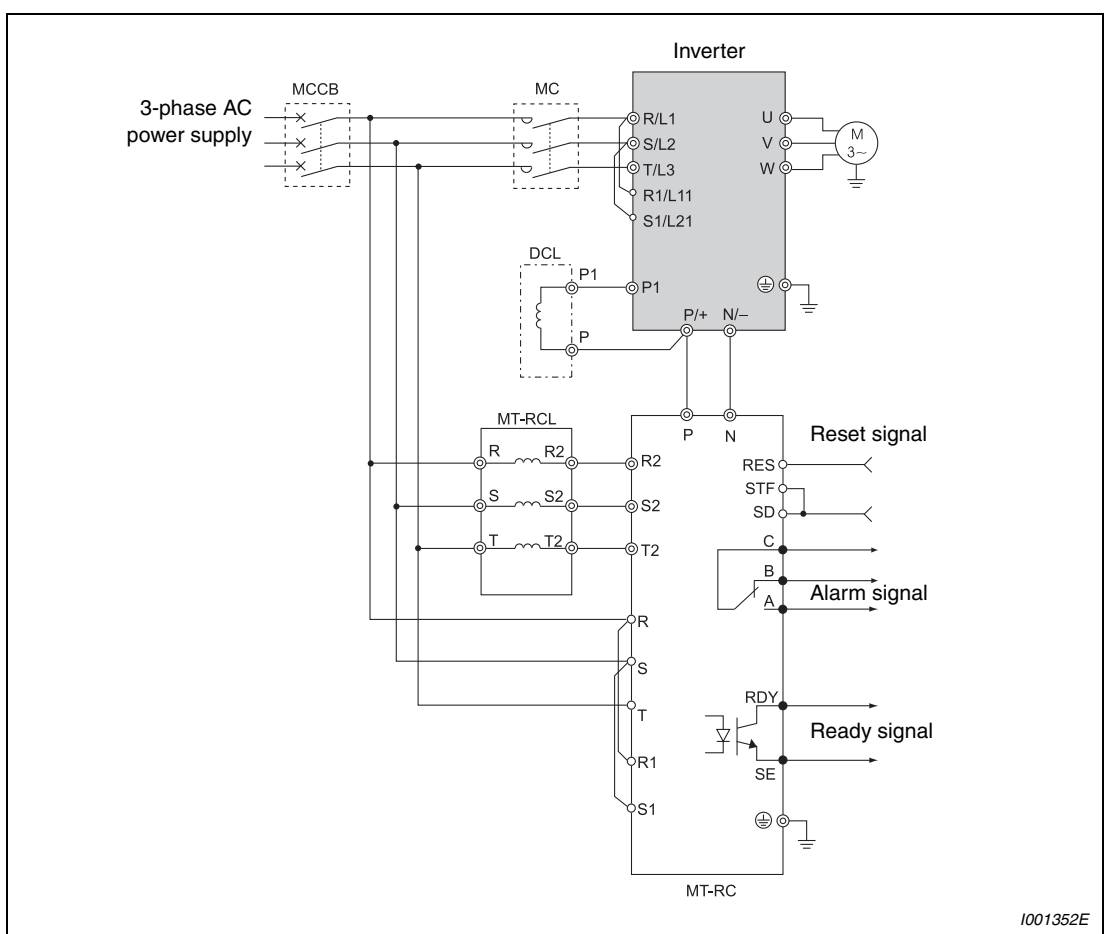 Inverter
MCCB
MC
3-phase AC
power supply
R/L1
S/L2
T/L3
R1/L11
S1/L21
U
V
W
M
3~
DCL
P1
P1
P
P/+
N/–
P
N
MT-RCL
R
R2
R2
S
S2
S2
T
T2
T2
R
S
T
R1
S1
RES
Reset signal
STF
SD
C
B
A
Alarm signal
RDY
Ready signal
SE
MT-RC
I001352E